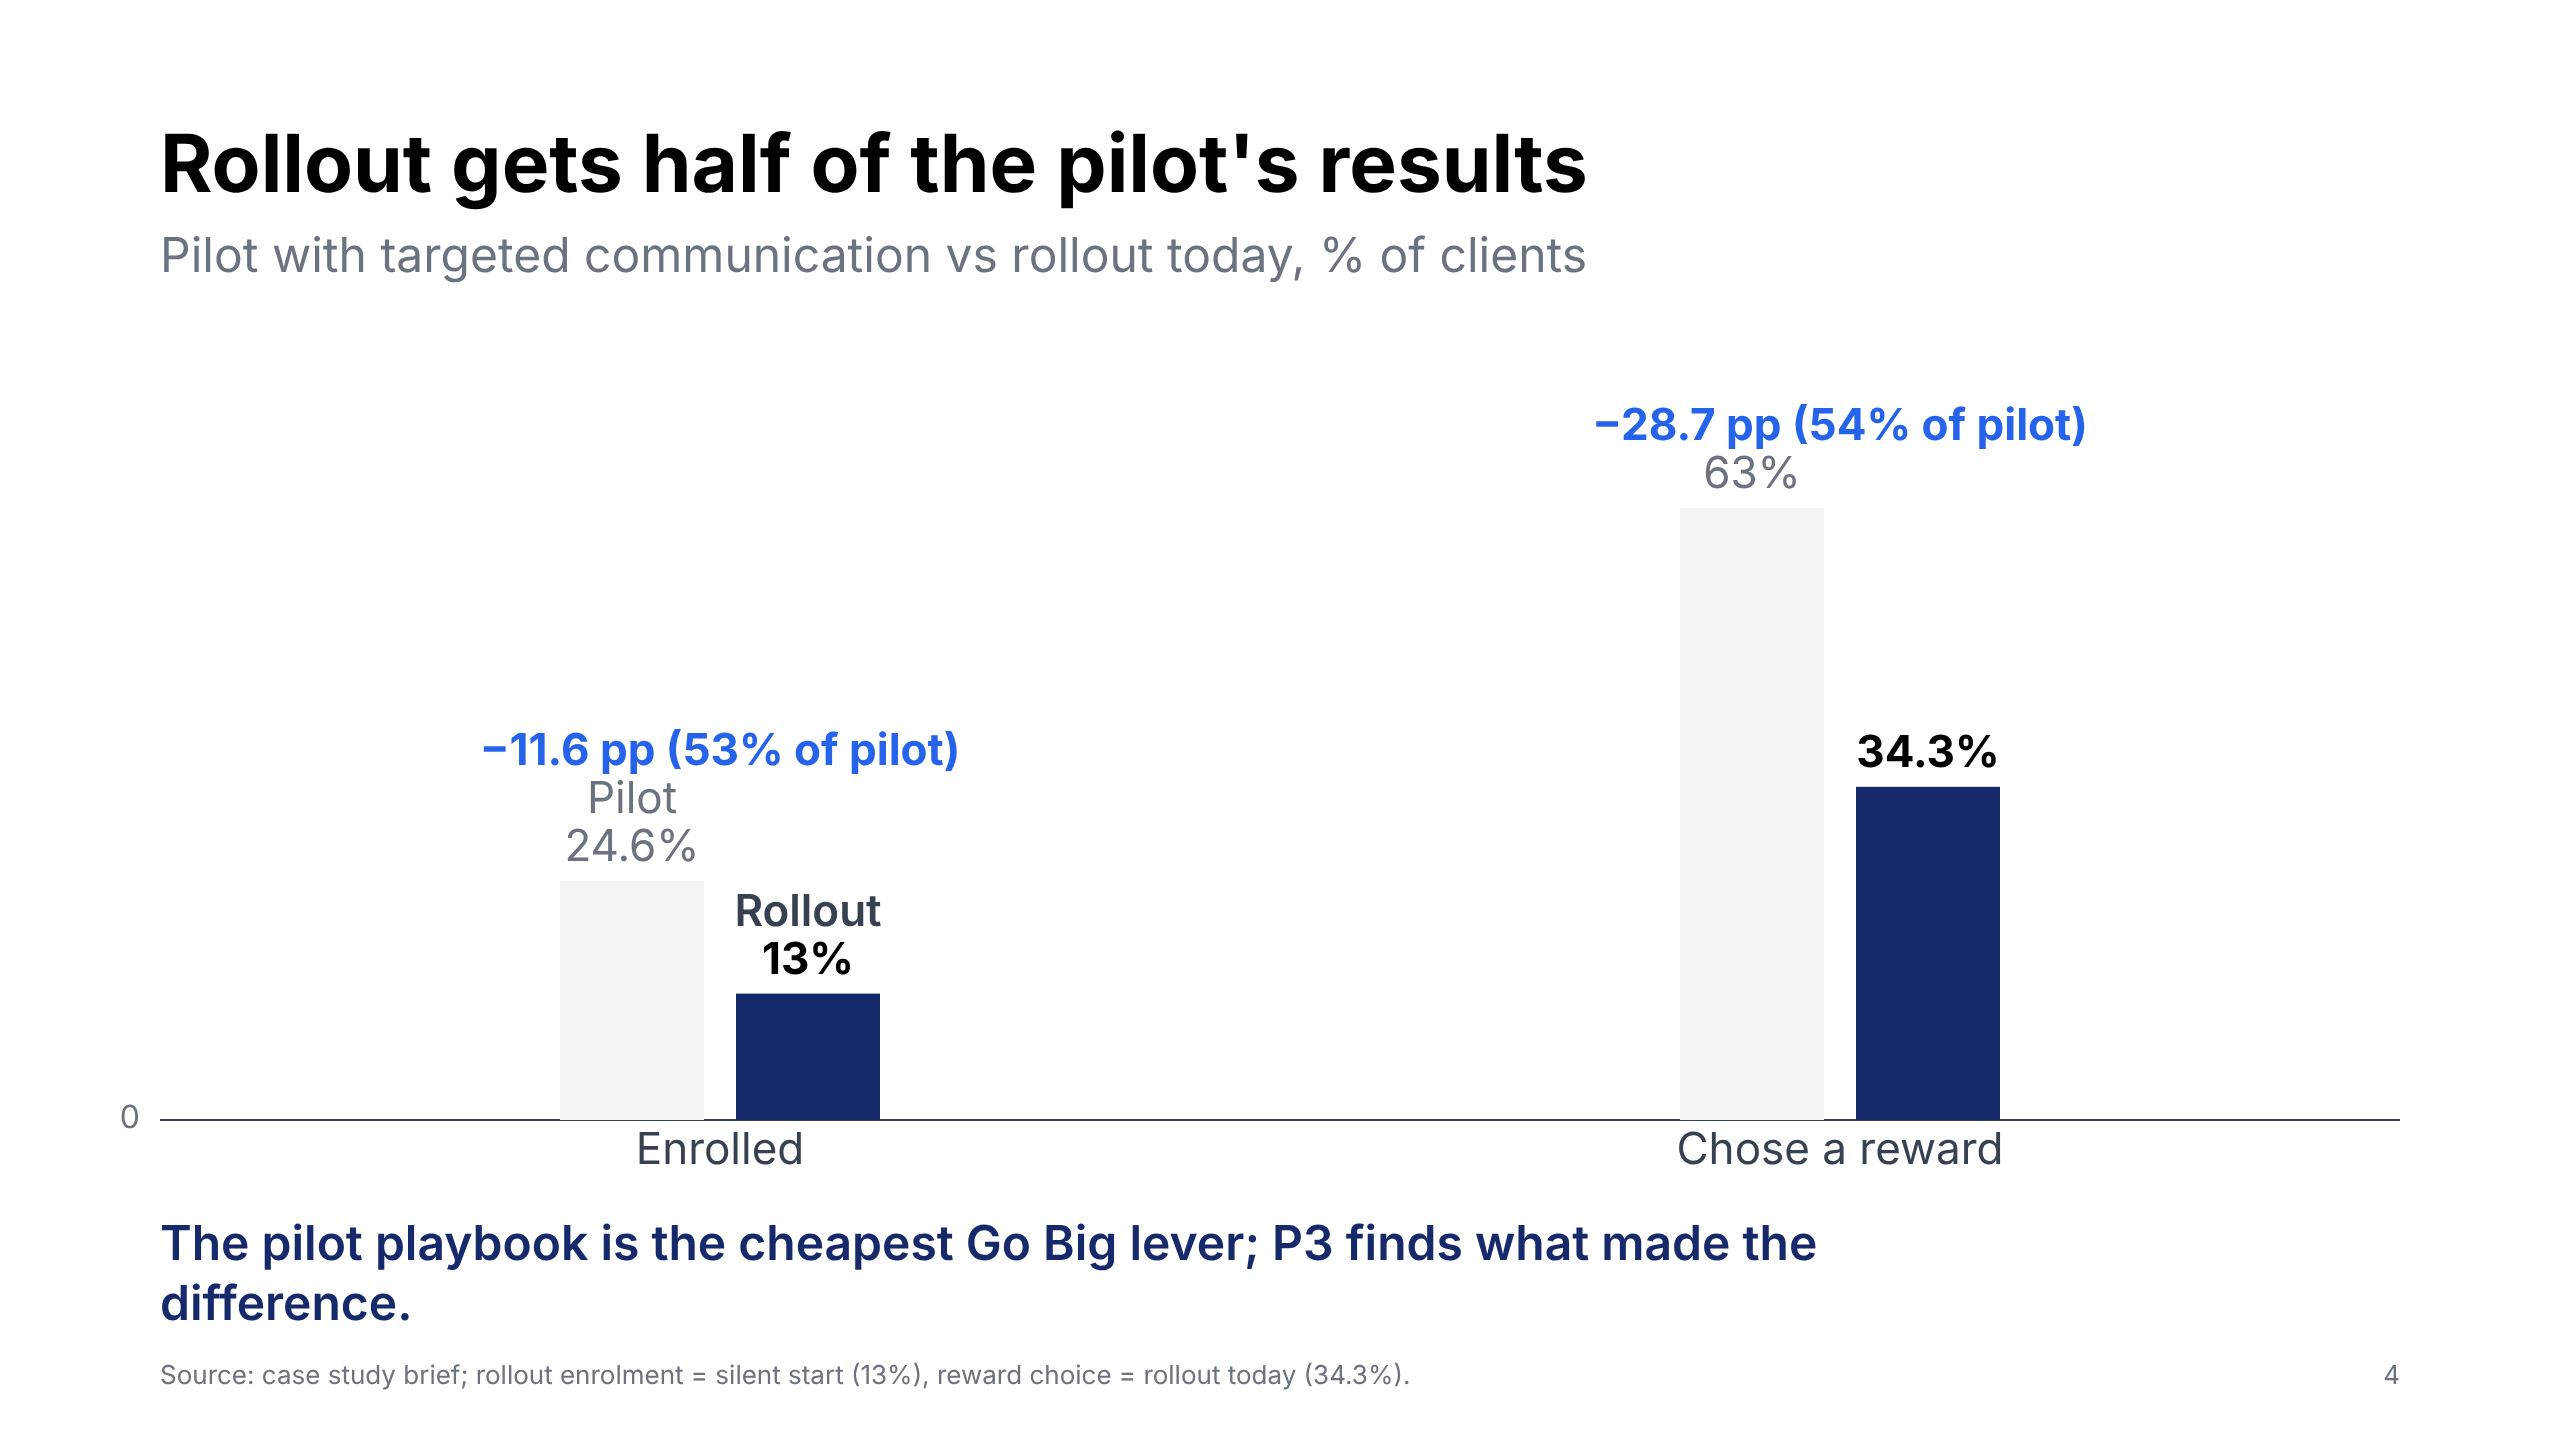 Rollout gets half of the pilot's results
Pilot with targeted communication vs rollout today, % of clients
−28.7 pp (54% of pilot)
63%
34.3%
−11.6 pp (53% of pilot)
Pilot
24.6%
Rollout
13%
0
Enrolled
Chose a reward
The pilot playbook is the cheapest Go Big lever; P3 finds what made the
difference.
Source: case study brief; rollout enrolment = silent start (13%), reward choice = rollout today (34.3%).
4